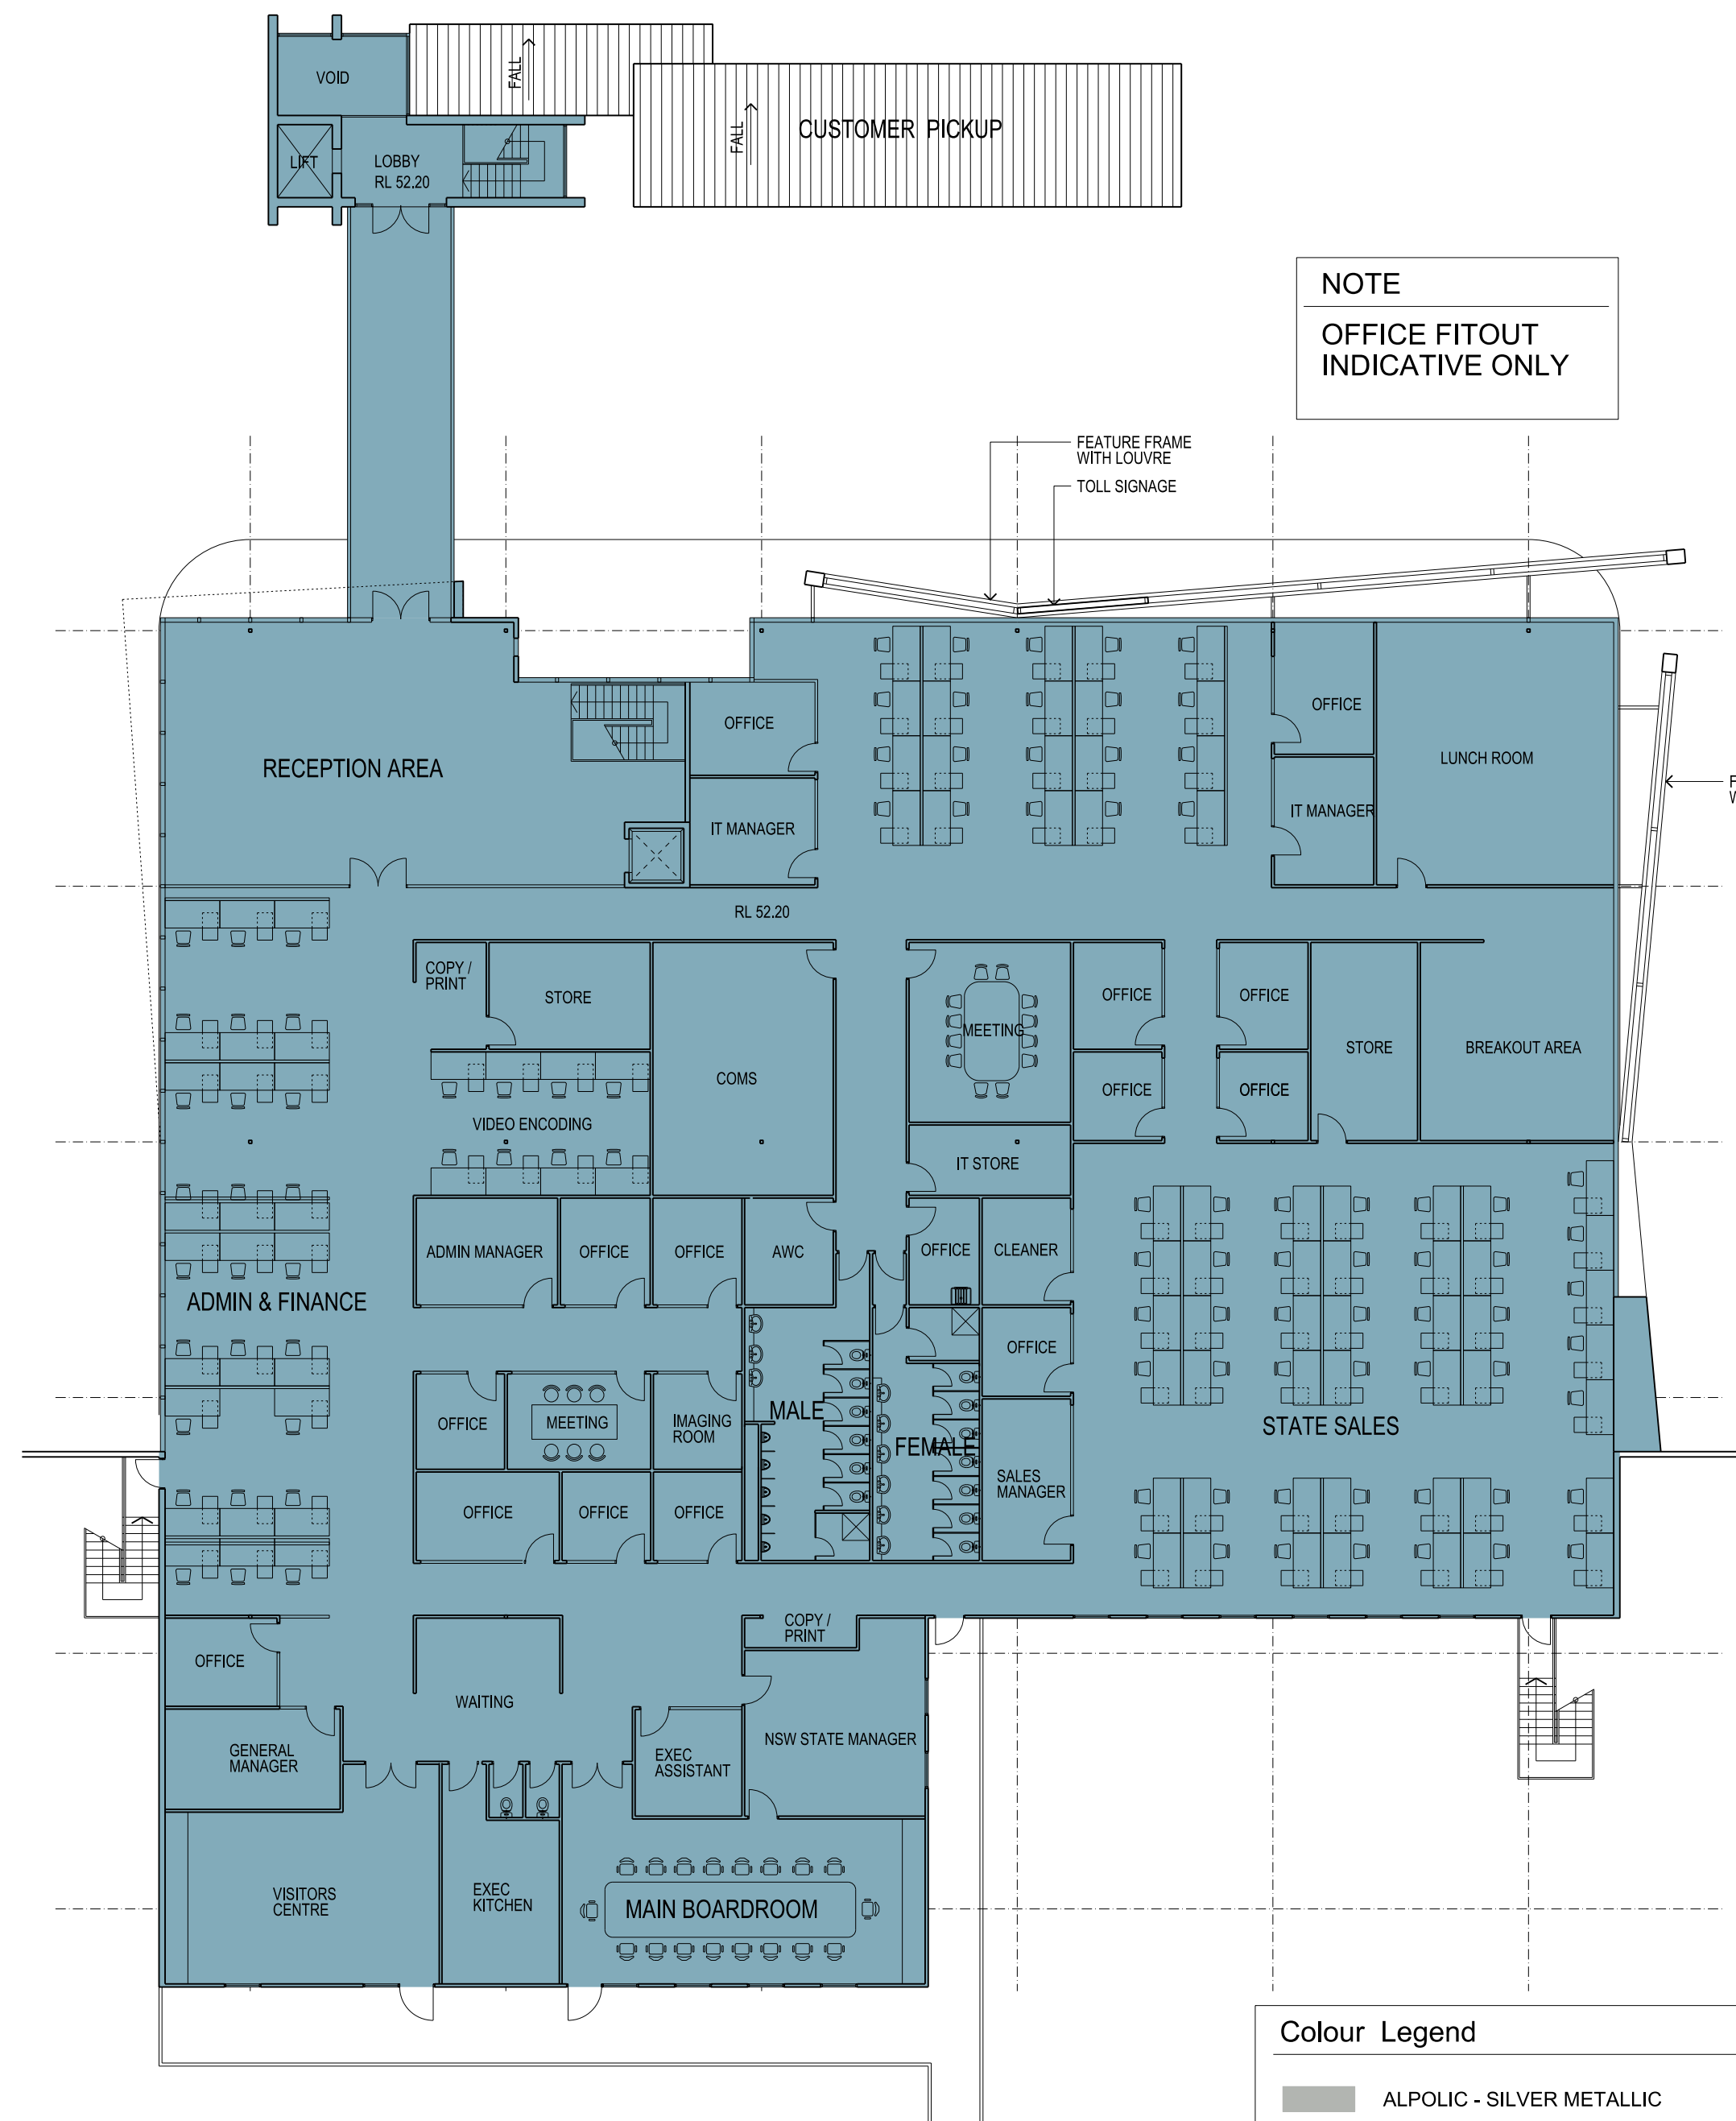 VOID
FALL
FALL
CUSTOMER PICKUP
LIFT
LOBBY
RL 52.20
NOTE
OFFICE FITOUT
INDICATIVE ONLY
FEATURE FRAME
WITH LOUVRE
TOLL SIGNAGE
RECEPTION AREA
OFFICE
IT MANAGER
OFFICE
IT MANAGER
LUNCH ROOM
RL 52.20
COPY /
PRINT
STORE
COMS
MEETING
OFFICE
OFFICE
STORE
BREAKOUT AREA
OFFICE
OFFICE
VIDEO ENCODING
IT STORE
ADMIN MANAGER
OFFICE
OFFICE
AWC
OFFICE
CLEANER
ADMIN & FINANCE
OFFICE
OFFICE
MEETING
IMAGING
ROOM
MALE
FEMALE
STATE SALES
SALES
MANAGER
OFFICE
OFFICE
OFFICE
COPY /
PRINT
OFFICE
WAITING
GENERAL
MANAGER
EXEC
ASSISTANT
NSW STATE MANAGER
VISITORS
CENTRE
EXEC
KITCHEN
MAIN BOARDROOM
Colour Legend
ALPOLIC - SILVER METALLIC